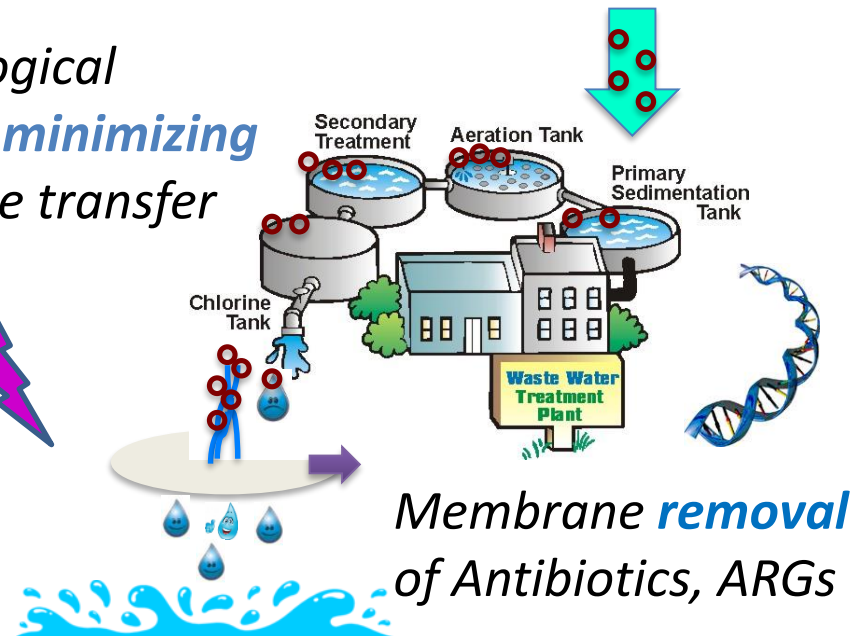 ogical
minimizing
e transfer
Secondary
Treatment
Aeration Tank
Primary
Sedimentation
Tank
Chlorine
Tank
Waste Water
Treatment
Plant
Membrane removal
of Antibiotics, ARGs